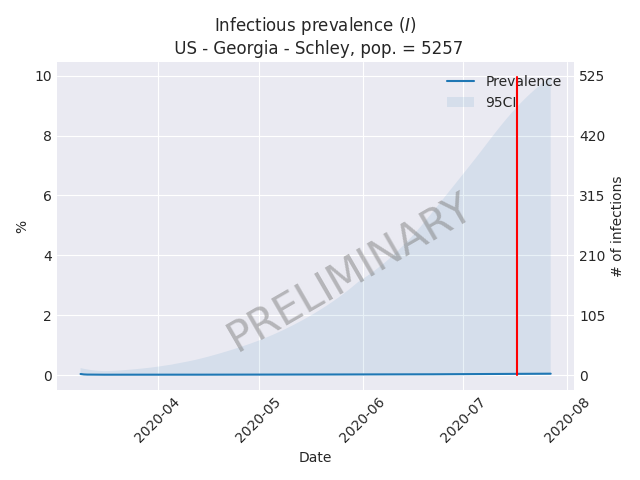 Infectious prevalence (I)
US - Georgia - Schley, pop. = 5257
Prevalence
95CI
10
8
6
4
2
0
%
525
420
315
210
105
0
# of infections
PRELIMINARY
2020-04
2020-05
2020-06
2020-07
2020-08
Date